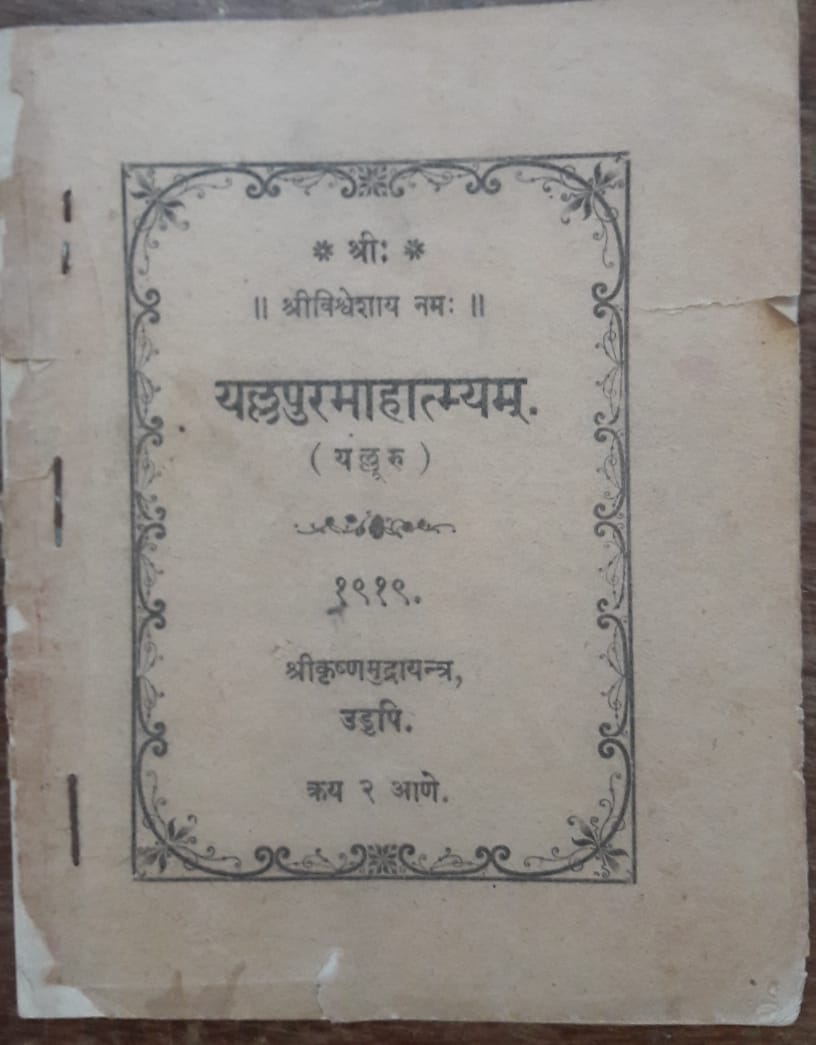 * श्रीः *
॥ श्रीविश्वेशाय नमः ॥
यल्लपुरमाहात्म्यम्.
( यल्लूरु )
१९१९.
श्रीकृष्णमुद्रायन्त्र,
उडुपि.
क्रय २ आणे.